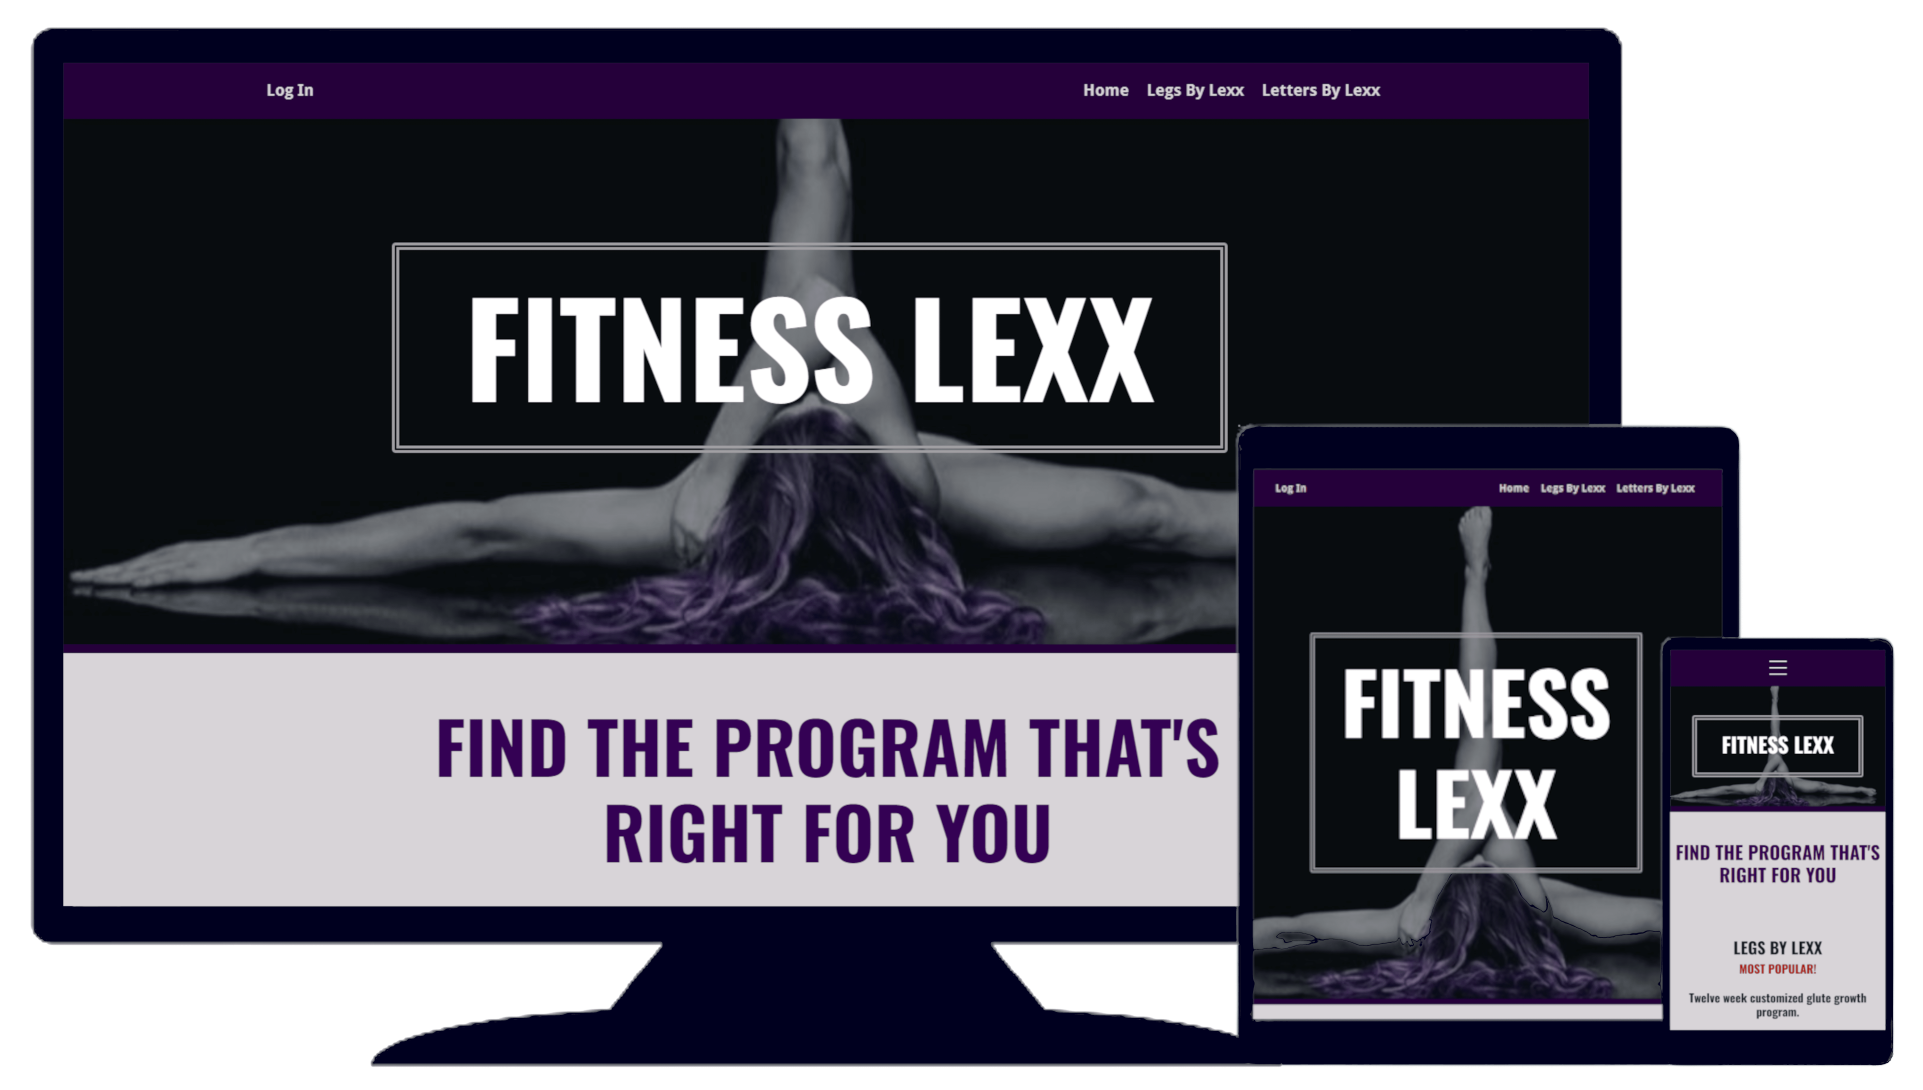 Log In Home Legs By Lexx Letters By Lexx
FITNESS LEXX
FIND THE PROGRAM THAT'S
RIGHT FOR YOU
Log In Home Legs By Lexx Letters By Lexx
FITNESS
LEXX
FITNESS LEXX
FIND THE PROGRAM THAT'S
RIGHT FOR YOU
LEGS BY LEXX
MOST POPULAR!
Twelve week customized glute growth
program.